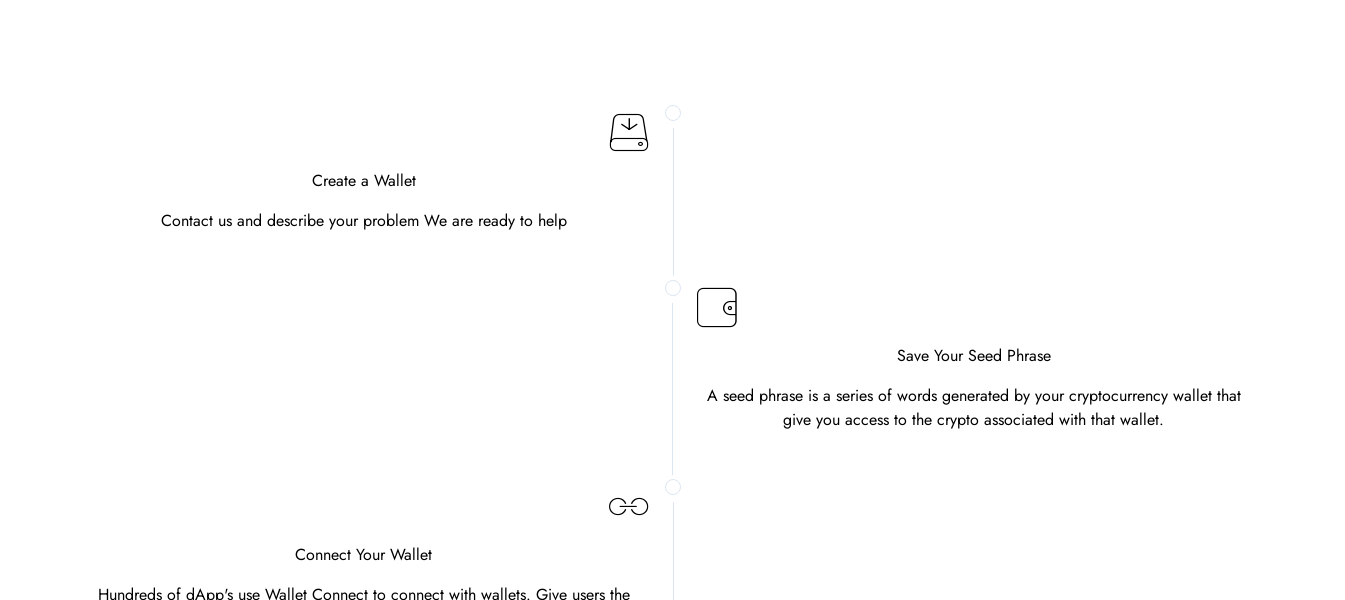 Create a Wallet
Contact us and describe your problem We are ready to help
Save Your Seed Phrase
A seed phrase is a series of words generated by your cryptocurrency wallet that
give you access to the crypto associated with that wallet.
Connect Your Wallet
Hundreds of dApp's use Wallet Connect to connect with wallets. Give users the